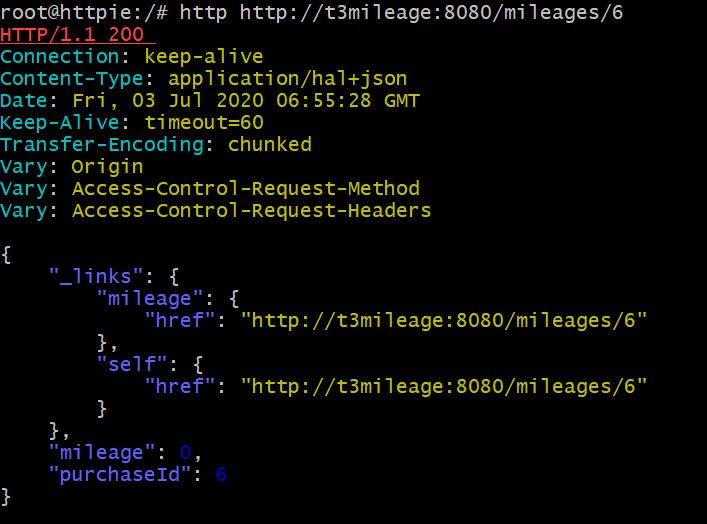 root@httpie:/# http http://t3mileage:8080/mileages/6
HTTP/1.1 200
Connection: keep-alive
Content-Type: application/hal+json
Date: Fri, 03 Jul 2020 06:55:28 GMT
Keep-Alive: timeout=60
Transfer-Encoding: chunked
Vary: Origin
Vary: Access-Control-Request-Method
Vary: Access-Control-Request-Headers

{
    "_links": {
        "mileage": {
            "href": "http://t3mileage:8080/mileages/6"
        },
        "self": {
            "href": "http://t3mileage:8080/mileages/6"
        }
    },
    "mileage": 0,
    "purchaseId": 6
}